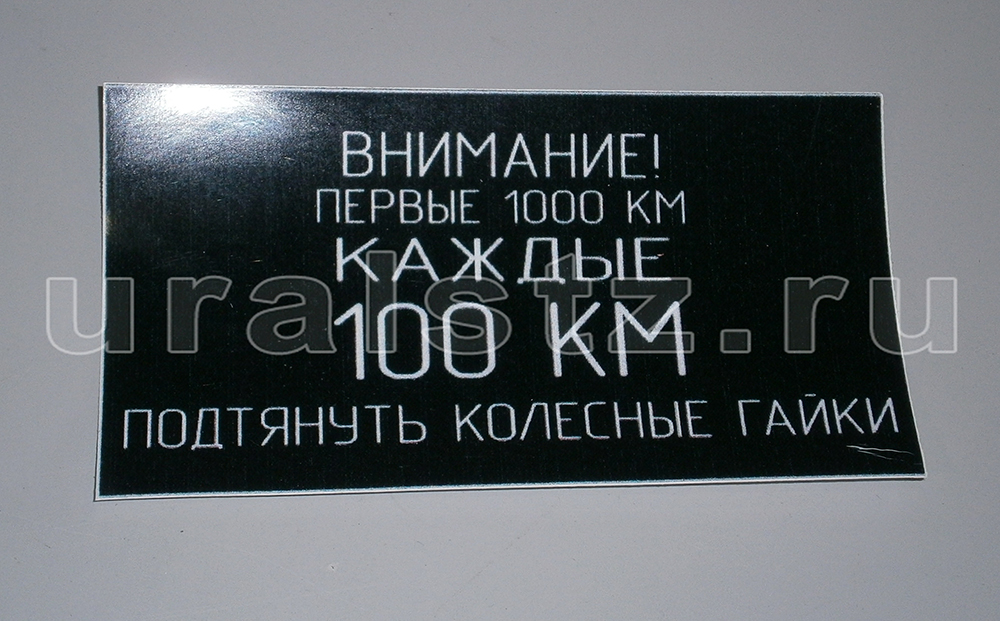 ВНИМАНИЕ!
ПЕРВЫЕ 1000 КМ
КАЖДЫЕ
uralstz.ru
100 КМ
ПОДТЯНУТЬ КОЛЕСНЫЕ ГАЙКИ